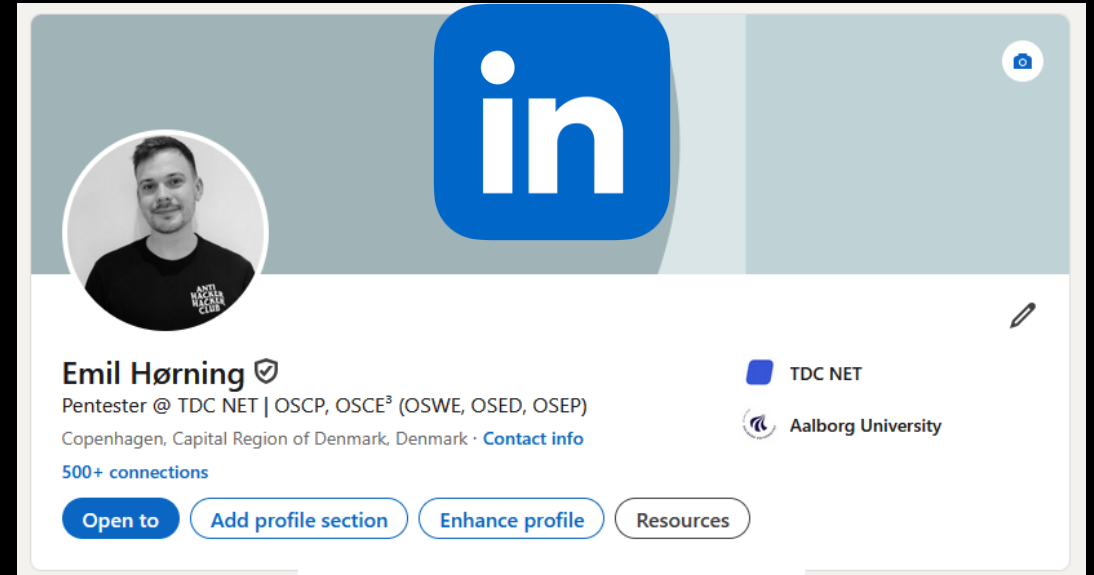 in
ANTI
HACKER
HACKER
CLUB
Emil Hørning
Pentester @ TDC NET | OSCP, OSCE³ (OSWE, OSED, OSEP)
Copenhagen, Capital Region of Denmark, Denmark · Contact info
500+ connections
Open to
Add profile section
Enhance profile
Resources
TDC NET
Aalborg University